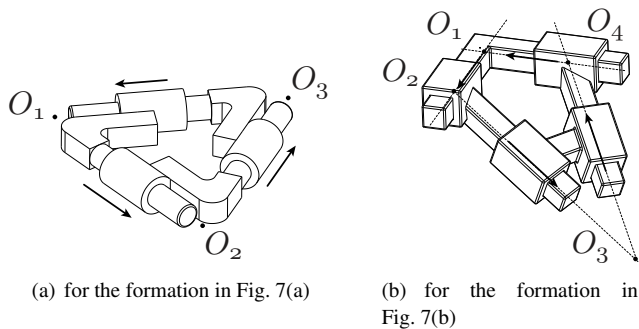 O1
O2
O3
O1
O2
O3
O4
(a) for the formation in Fig. 7(a)
(b) for the formation in
Fig. 7(b)